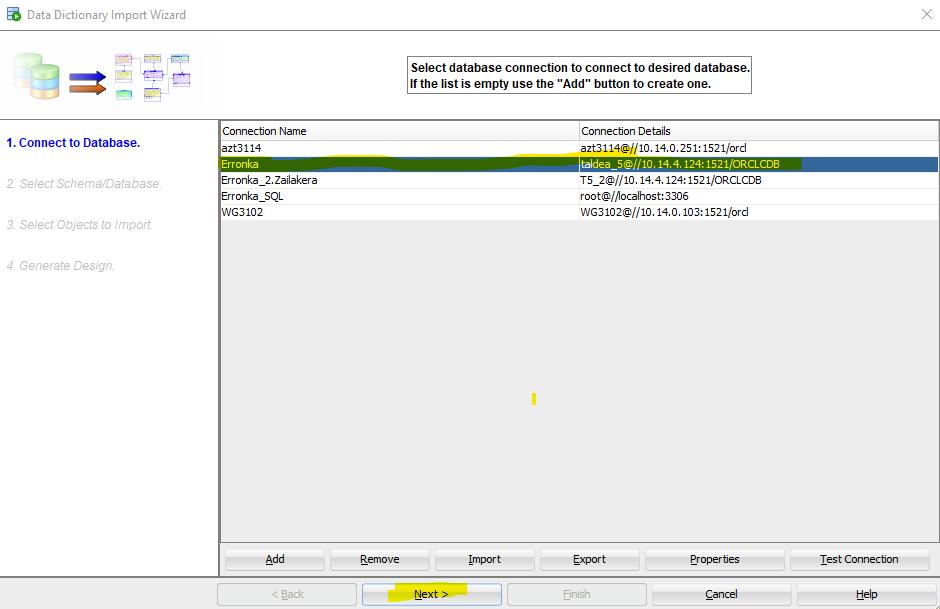 Data Dictionary Import Wizard
Select database connection to connect to desired database.
If the list is empty use the "Add" button to create one.
1. Connect to Database.
2. Select Schema/Database.
3. Select Objects to Import.
4. Generate Design.
Connection Name Connection Details
azt3114 azt3114@//10.14.0.251:1521/orcl
Erronka taldea_5@//10.14.4.124:1521/ORCLCDB
Erronka_2.Zailakera T5_2@//10.14.4.124:1521/ORCLCDB
Erronka_SQL root@//localhost:3306
WG3102 WG3102@//10.14.0.103:1521/orcl
Add Remove Import Export Properties Test Connection
< Back Next > Finish Cancel Help